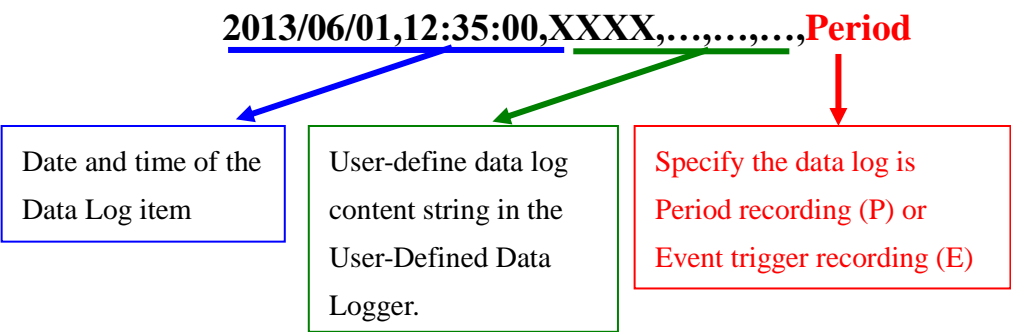 2013/06/01,12:35:00,XXXX,…,…,…,Period
Date and time of the
Data Log item
User-define data log
content string in the
User-Defined Data
Logger.
Specify the data log is
Period recording (P) or
Event trigger recording (E)